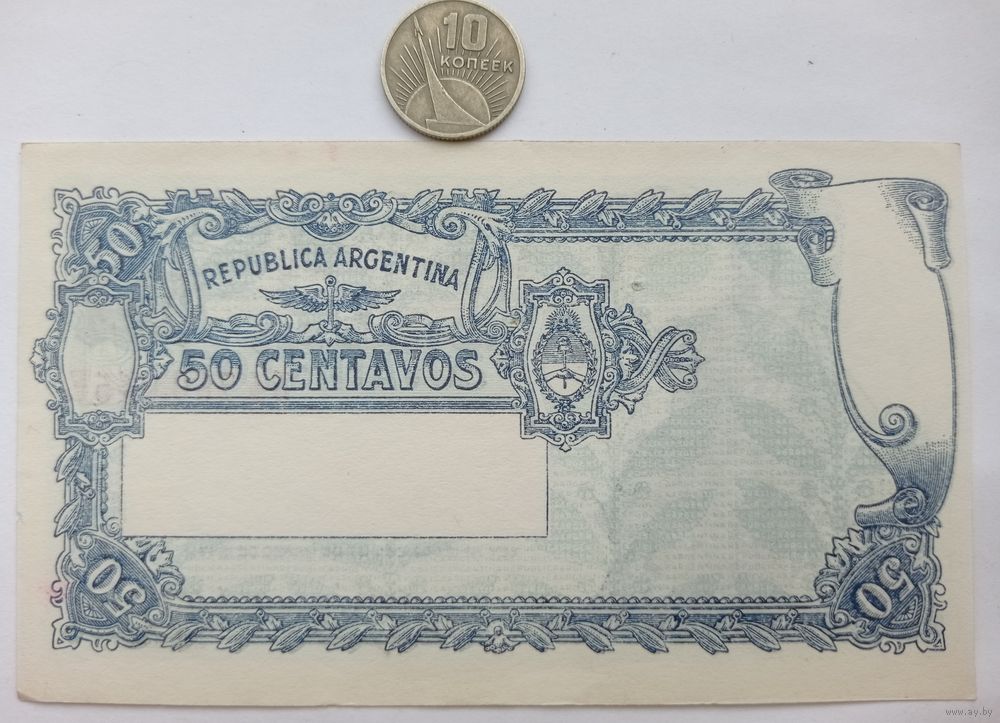 10
КОПЕЕК
50
REPUBLICA ARGENTINA
50 CENTAVOS
50
50
www.ay.by